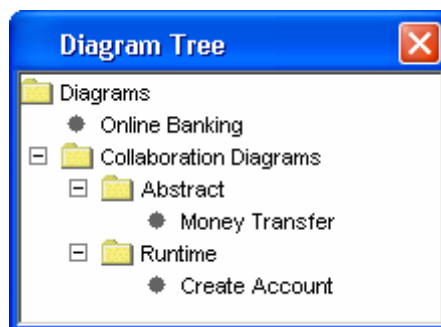 Diagram Tree
Diagrams
Online Banking
Collaboration Diagrams
Abstract
Money Transfer
Runtime
Create Account